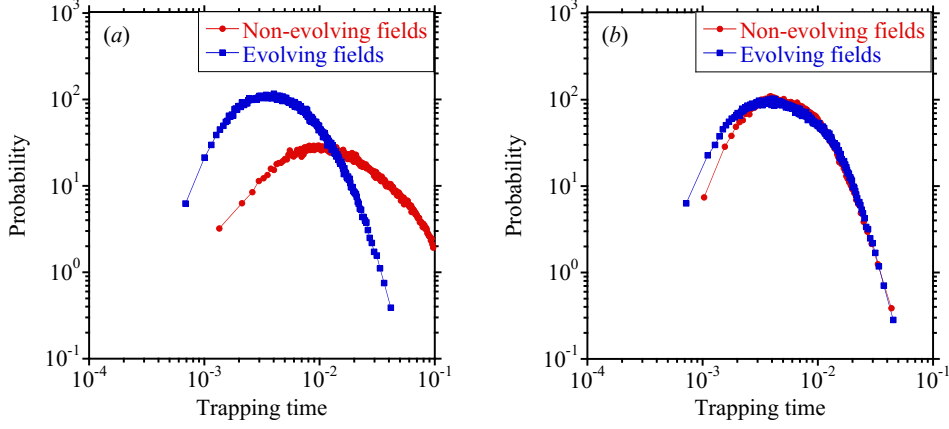 (a)
Non-evolving fields
Evolving fields
Probability
10^3
10^2
10^1
10^0
10^-1
10^-4
10^-3
10^-2
10^-1
Trapping time
(b)
Non-evolving fields
Evolving fields
Probability
10^3
10^2
10^1
10^0
10^-1
10^-4
10^-3
10^-2
10^-1
Trapping time